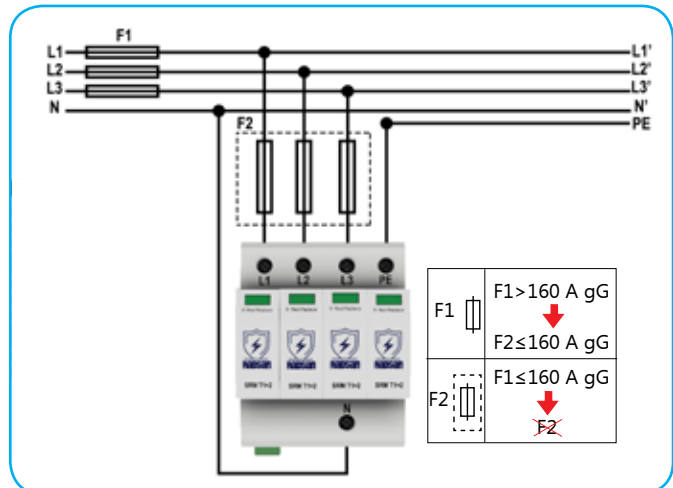 F1
L1 L1'
L2 L2'
L3 L3'
N N'
PE
F2
L1 L2 L3 PE
SRM T1+2 SRM T1+2 SRM T1+2 SRM T1+2
N
F1 F1>160 A gG
F2≤160 A gG
F2 F1≤160 A gG
F2